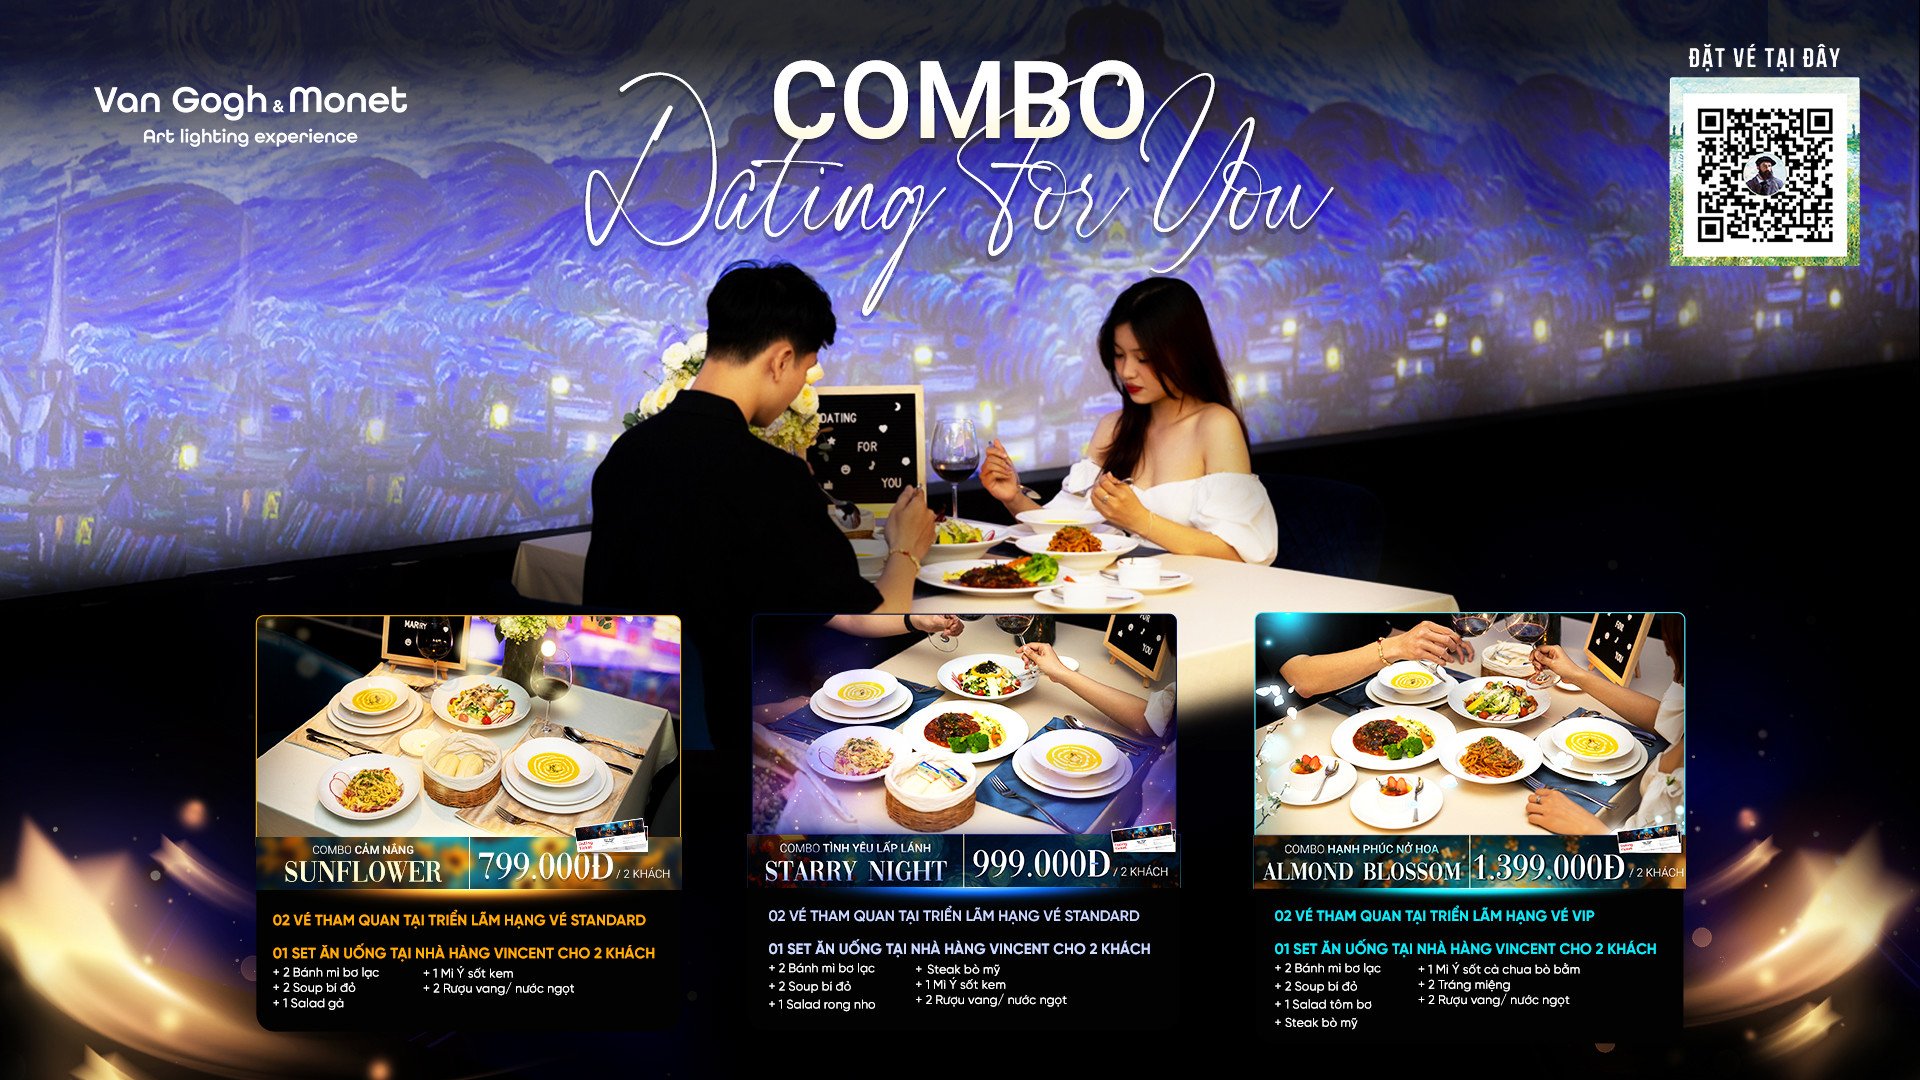 Van Gogh & Monet
Art lighting experience
COMBO
Dating For You
ĐẶT VÉ TẠI ĐÂY
DATING
FOR
YOU
MARRY
FOR
YOU
FOR
YOU
COMBO CẢM NẮNG
SUNFLOWER
799.000Đ / 2 KHÁCH
02 VÉ THAM QUAN TẠI TRIỂN LÃM HẠNG VÉ STANDARD
01 SET ĂN UỐNG TẠI NHÀ HÀNG VINCENT CHO 2 KHÁCH
+ 2 Bánh mì bơ lạc
+ 2 Soup bí đỏ
+ 1 Salad gà
+ 1 Mì Ý sốt kem
+ 2 Rượu vang/ nước ngọt
COMBO TÌNH YÊU LẤP LÁNH
STARRY NIGHT
999.000Đ / 2 KHÁCH
02 VÉ THAM QUAN TẠI TRIỂN LÃM HẠNG VÉ STANDARD
01 SET ĂN UỐNG TẠI NHÀ HÀNG VINCENT CHO 2 KHÁCH
+ 2 Bánh mì bơ lạc
+ 2 Soup bí đỏ
+ 1 Salad rong nho
+ Steak bò mỹ
+ 1 Mì Ý sốt kem
+ 2 Rượu vang/ nước ngọt
COMBO HẠNH PHÚC NỞ HOA
ALMOND BLOSSOM
1.399.000Đ / 2 KHÁCH
02 VÉ THAM QUAN TẠI TRIỂN LÃM HẠNG VÉ VIP
01 SET ĂN UỐNG TẠI NHÀ HÀNG VINCENT CHO 2 KHÁCH
+ 2 Bánh mì bơ lạc
+ 2 Soup bí đỏ
+ 1 Salad tôm bơ
+ Steak bò mỹ
+ 1 Mì Ý sốt cà chua bò bằm
+ 2 Tráng miệng
+ 2 Rượu vang/ nước ngọt